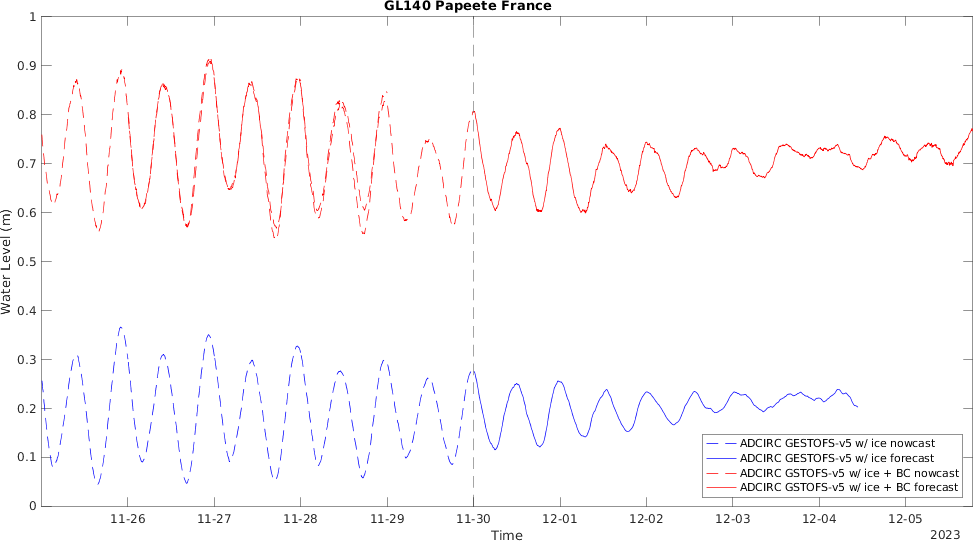 GL140 Papeete France
1
0.9
0.8
0.7
0.6
0.5
0.4
0.3
0.2
0.1
0
Water Level (m)
11-26 11-27 11-28 11-29 11-30 12-01 12-02 12-03 12-04 12-05
Time
2023
ADCIRC GESTOFS-v5 w/ ice nowcast
ADCIRC GESTOFS-v5 w/ ice forecast
ADCIRC GSTOFS-v5 w/ ice + BC nowcast
ADCIRC GSTOFS-v5 w/ ice + BC forecast